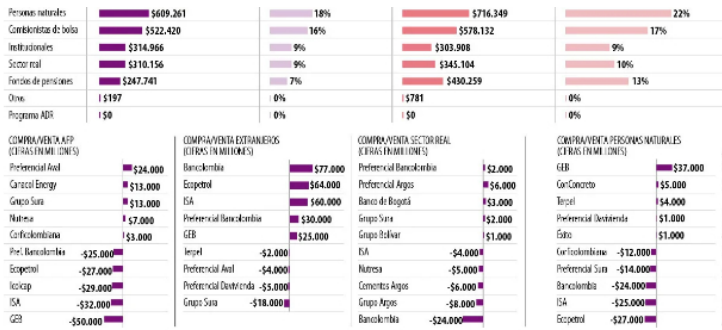 Personas naturales $609.261 18% $716.349 22%
Comisionistas de bolsa $522.420 16% $578.132 17%
Institucionales $314.966 9% $303.908 9%
Sector real $310.156 9% $345.104 10%
Fondos de pensiones $247.741 7% $430.259 13%
Otros $197 0% $781 0%
Programa ADR $0 0% $0 0%
COMPRA/VENTA AFP
(CIFRAS EN MILLONES)
Preferencial Aval $24.000
Canacol Energy $13.000
Grupo Sura $13.000
Nutresa $7.000
Corficolombiana $3.000
Pref. Bancolombia -$25.000
Ecopetrol -$27.000
Icolcap -$29.000
ISA -$32.000
GEB -$50.000
COMPRA/VENTA EXTRANJEROS
(CIFRAS EN MILLONES)
Bancolombia $77.000
Ecopetrol $64.000
ISA $60.000
Preferencial Bancolombia $30.000
GEB $25.000
Terpel -$2.000
Preferencial Aval -$4.000
Preferencial Davivienda -$5.000
Grupo Sura -$18.000
COMPRA/VENTA SECTOR REAL
(CIFRAS EN MILLONES)
Preferencial Bancolombia $2.000
Preferencial Argos $6.000
Banco de Bogotá $3.000
Grupo Sura $2.000
Grupo Bolívar $1.000
ISA -$4.000
Nutresa -$5.000
Cementos Argos -$6.000
Grupo Argos -$8.000
Bancolombia -$24.000
COMPRA/VENTA PERSONAS NATURALES
(CIFRAS EN MILLONES)
GEB $37.000
ConConcreto $5.000
Terpel $4.000
Preferencial Davivienda $1.000
Éxito $1.000
Corficolombiana -$12.000
Preferencial Sura -$14.000
Bancolombia -$24.000
ISA -$25.000
Ecopetrol -$27.000